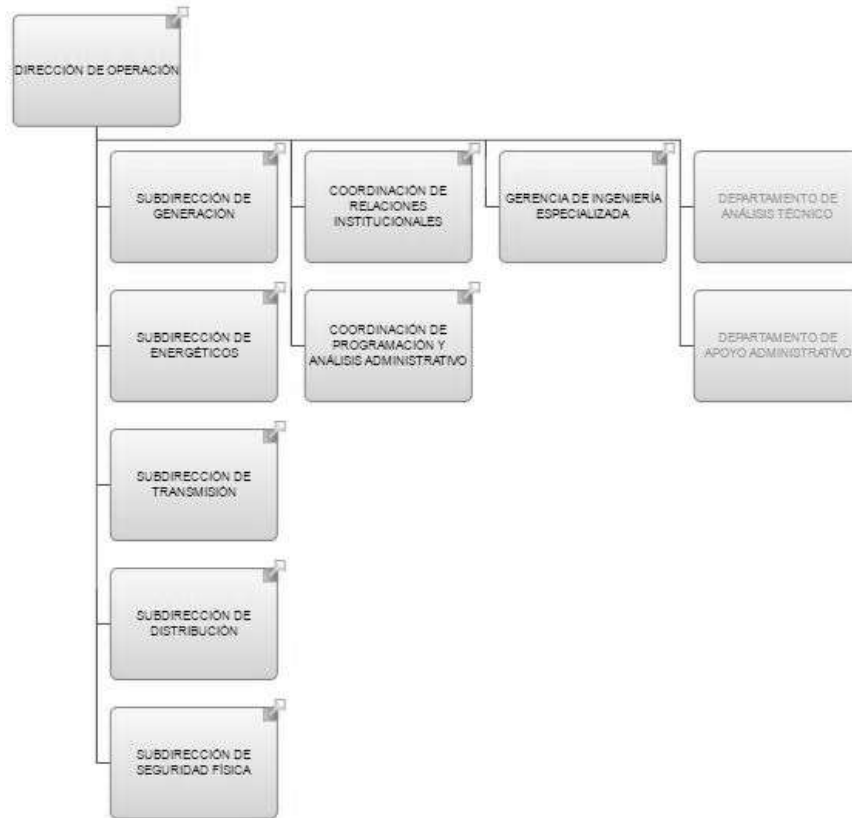 DIRECCIÓN DE OPERACIÓN
SUBDIRECCIÓN DE
GENERACIÓN
COORDINACIÓN DE
RELACIONES
INSTITUCIONALES
GERENCIA DE INGENIERÍA
ESPECIALIZADA
DEPARTAMENTO DE
ANÁLISIS TÉCNICO
SUBDIRECCIÓN DE
ENERGÉTICOS
COORDINACIÓN DE
PROGRAMACIÓN Y
ANÁLISIS ADMINISTRATIVO
DEPARTAMENTO DE
APOYO ADMINISTRATIVO
SUBDIRECCIÓN DE
TRANSMISIÓN
SUBDIRECCIÓN DE
DISTRIBUCIÓN
SUBDIRECCIÓN DE
SEGURIDAD FÍSICA